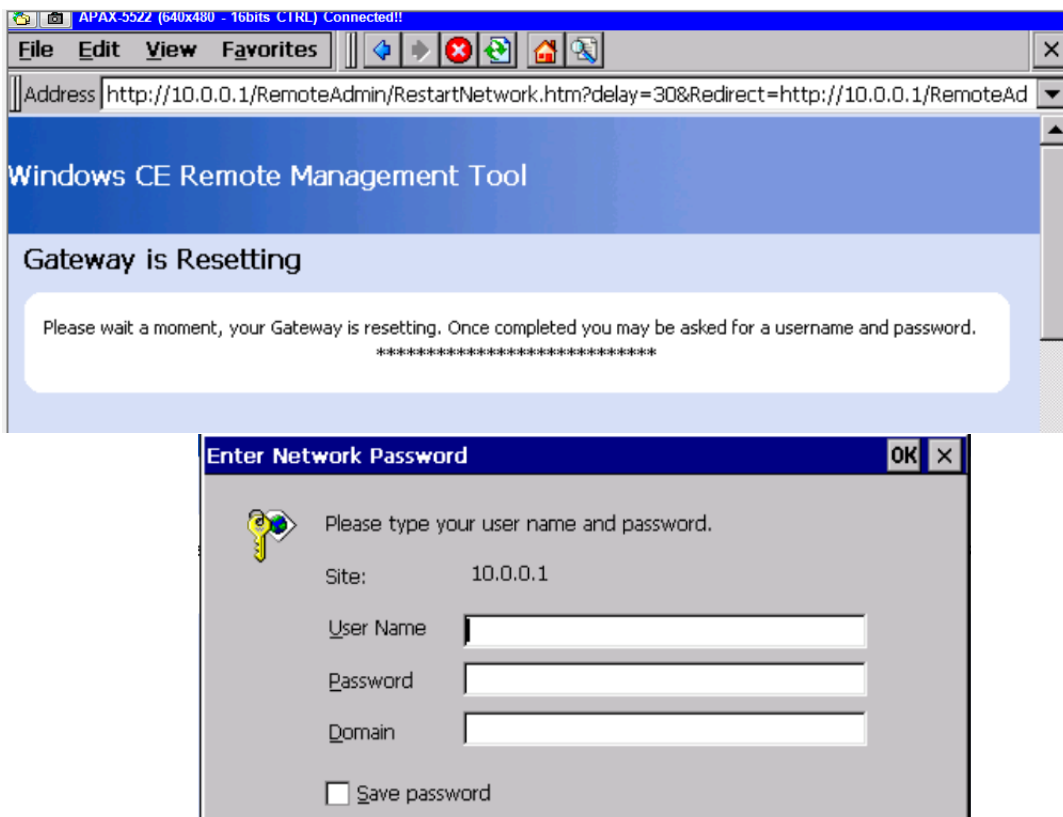 APAX-5522 (640x480 - 16bits CTRL) Connected!!
File Edit View Favorites
Address http://10.0.0.1/RemoteAdmin/RestartNetwork.htm?delay=30&Redirect=http://10.0.0.1/RemoteAd
Windows CE Remote Management Tool
Gateway is Resetting
Please wait a moment, your Gateway is resetting. Once completed you may be asked for a username and password.
****************************
Enter Network Password OK
Please type your user name and password.
Site: 10.0.0.1
User Name
Password
Domain
Save password